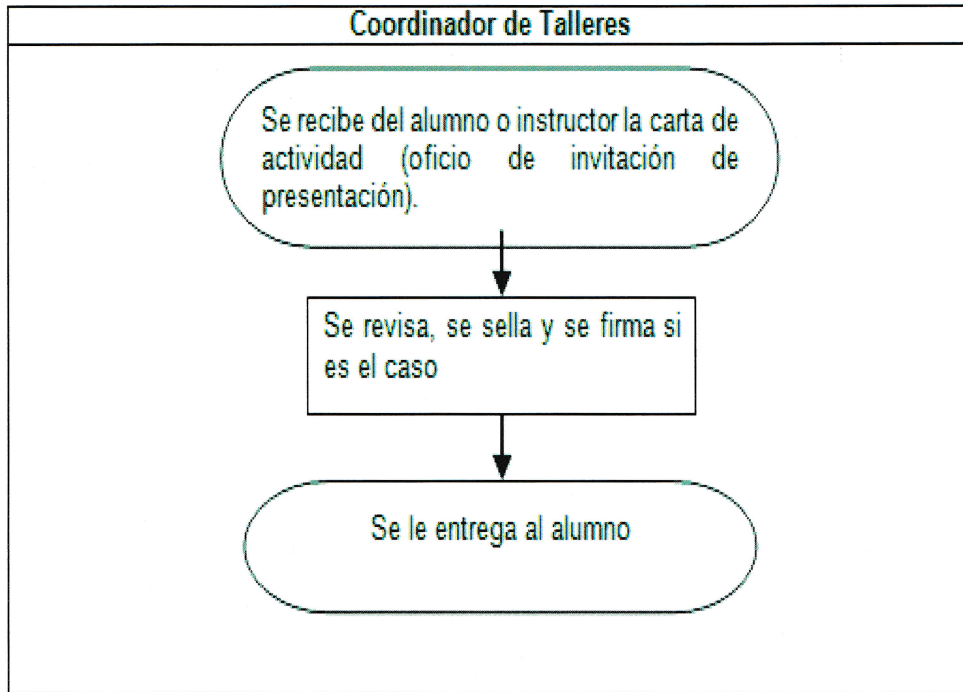 Coordinador de Talleres
Se recibe del alumno o instructor la carta de
actividad (oficio de invitación de
presentación).
Se revisa, se sella y se firma si
es el caso
Se le entrega al alumno